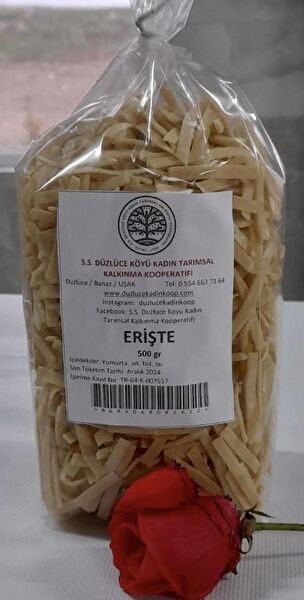 S.S. DÜZLÜCE KÖYÜ KADIN TARIMSAL
KALKINMA KOOPERATİFİ
Düzlüce / Banaz / UŞAK Tel: 0 554 663 73 64
www.duzlucekadinkoop.com
Instagram: duzlucekadinkoop
Facebook: S.S. Düzlüce Köyü Kadın
Tarımsal Kalkınma Kooperatifi
ERİŞTE
500 gr
İçindekiler: Yumurta, un, tuz, su.
Son Tüketim Tarihi: Aralık 2024
İşletme Kayıt No: TR-64-K-007557